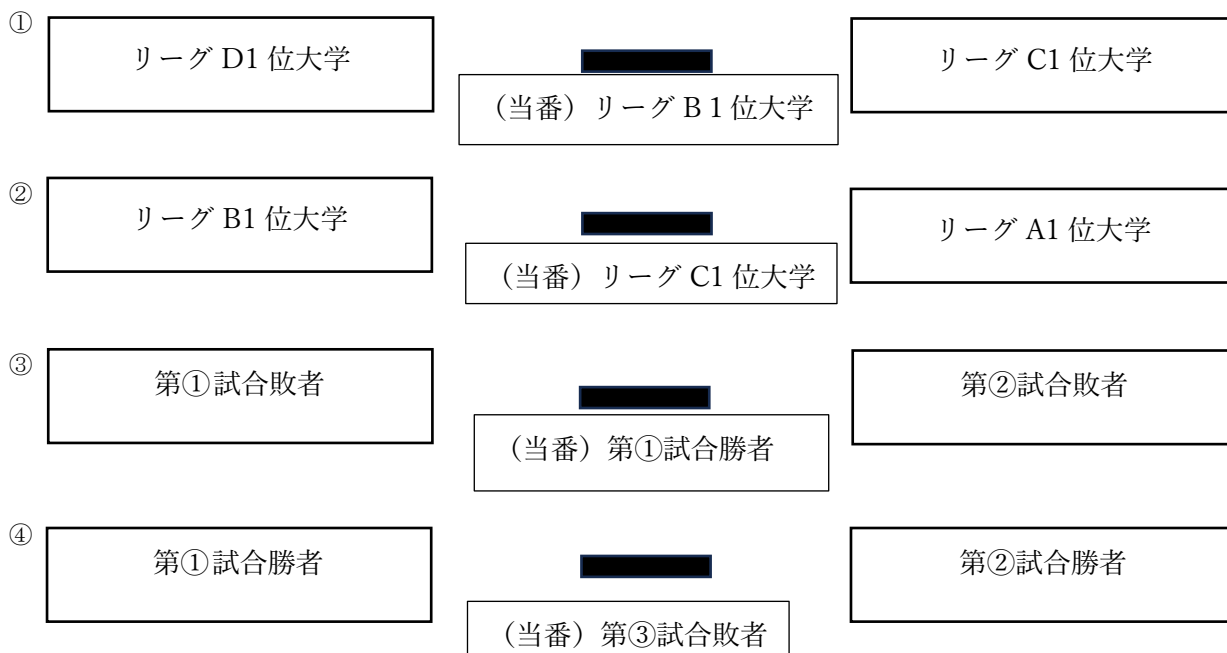 ①
リーグ D1 位大学
リーグ C1 位大学
（当番）リーグ B 1 位大学
②
リーグ B1 位大学
リーグ A1 位大学
（当番）リーグ C1 位大学
③
第①試合敗者
第②試合敗者
（当番）第①試合勝者
④
第①試合勝者
第②試合勝者
（当番）第③試合敗者